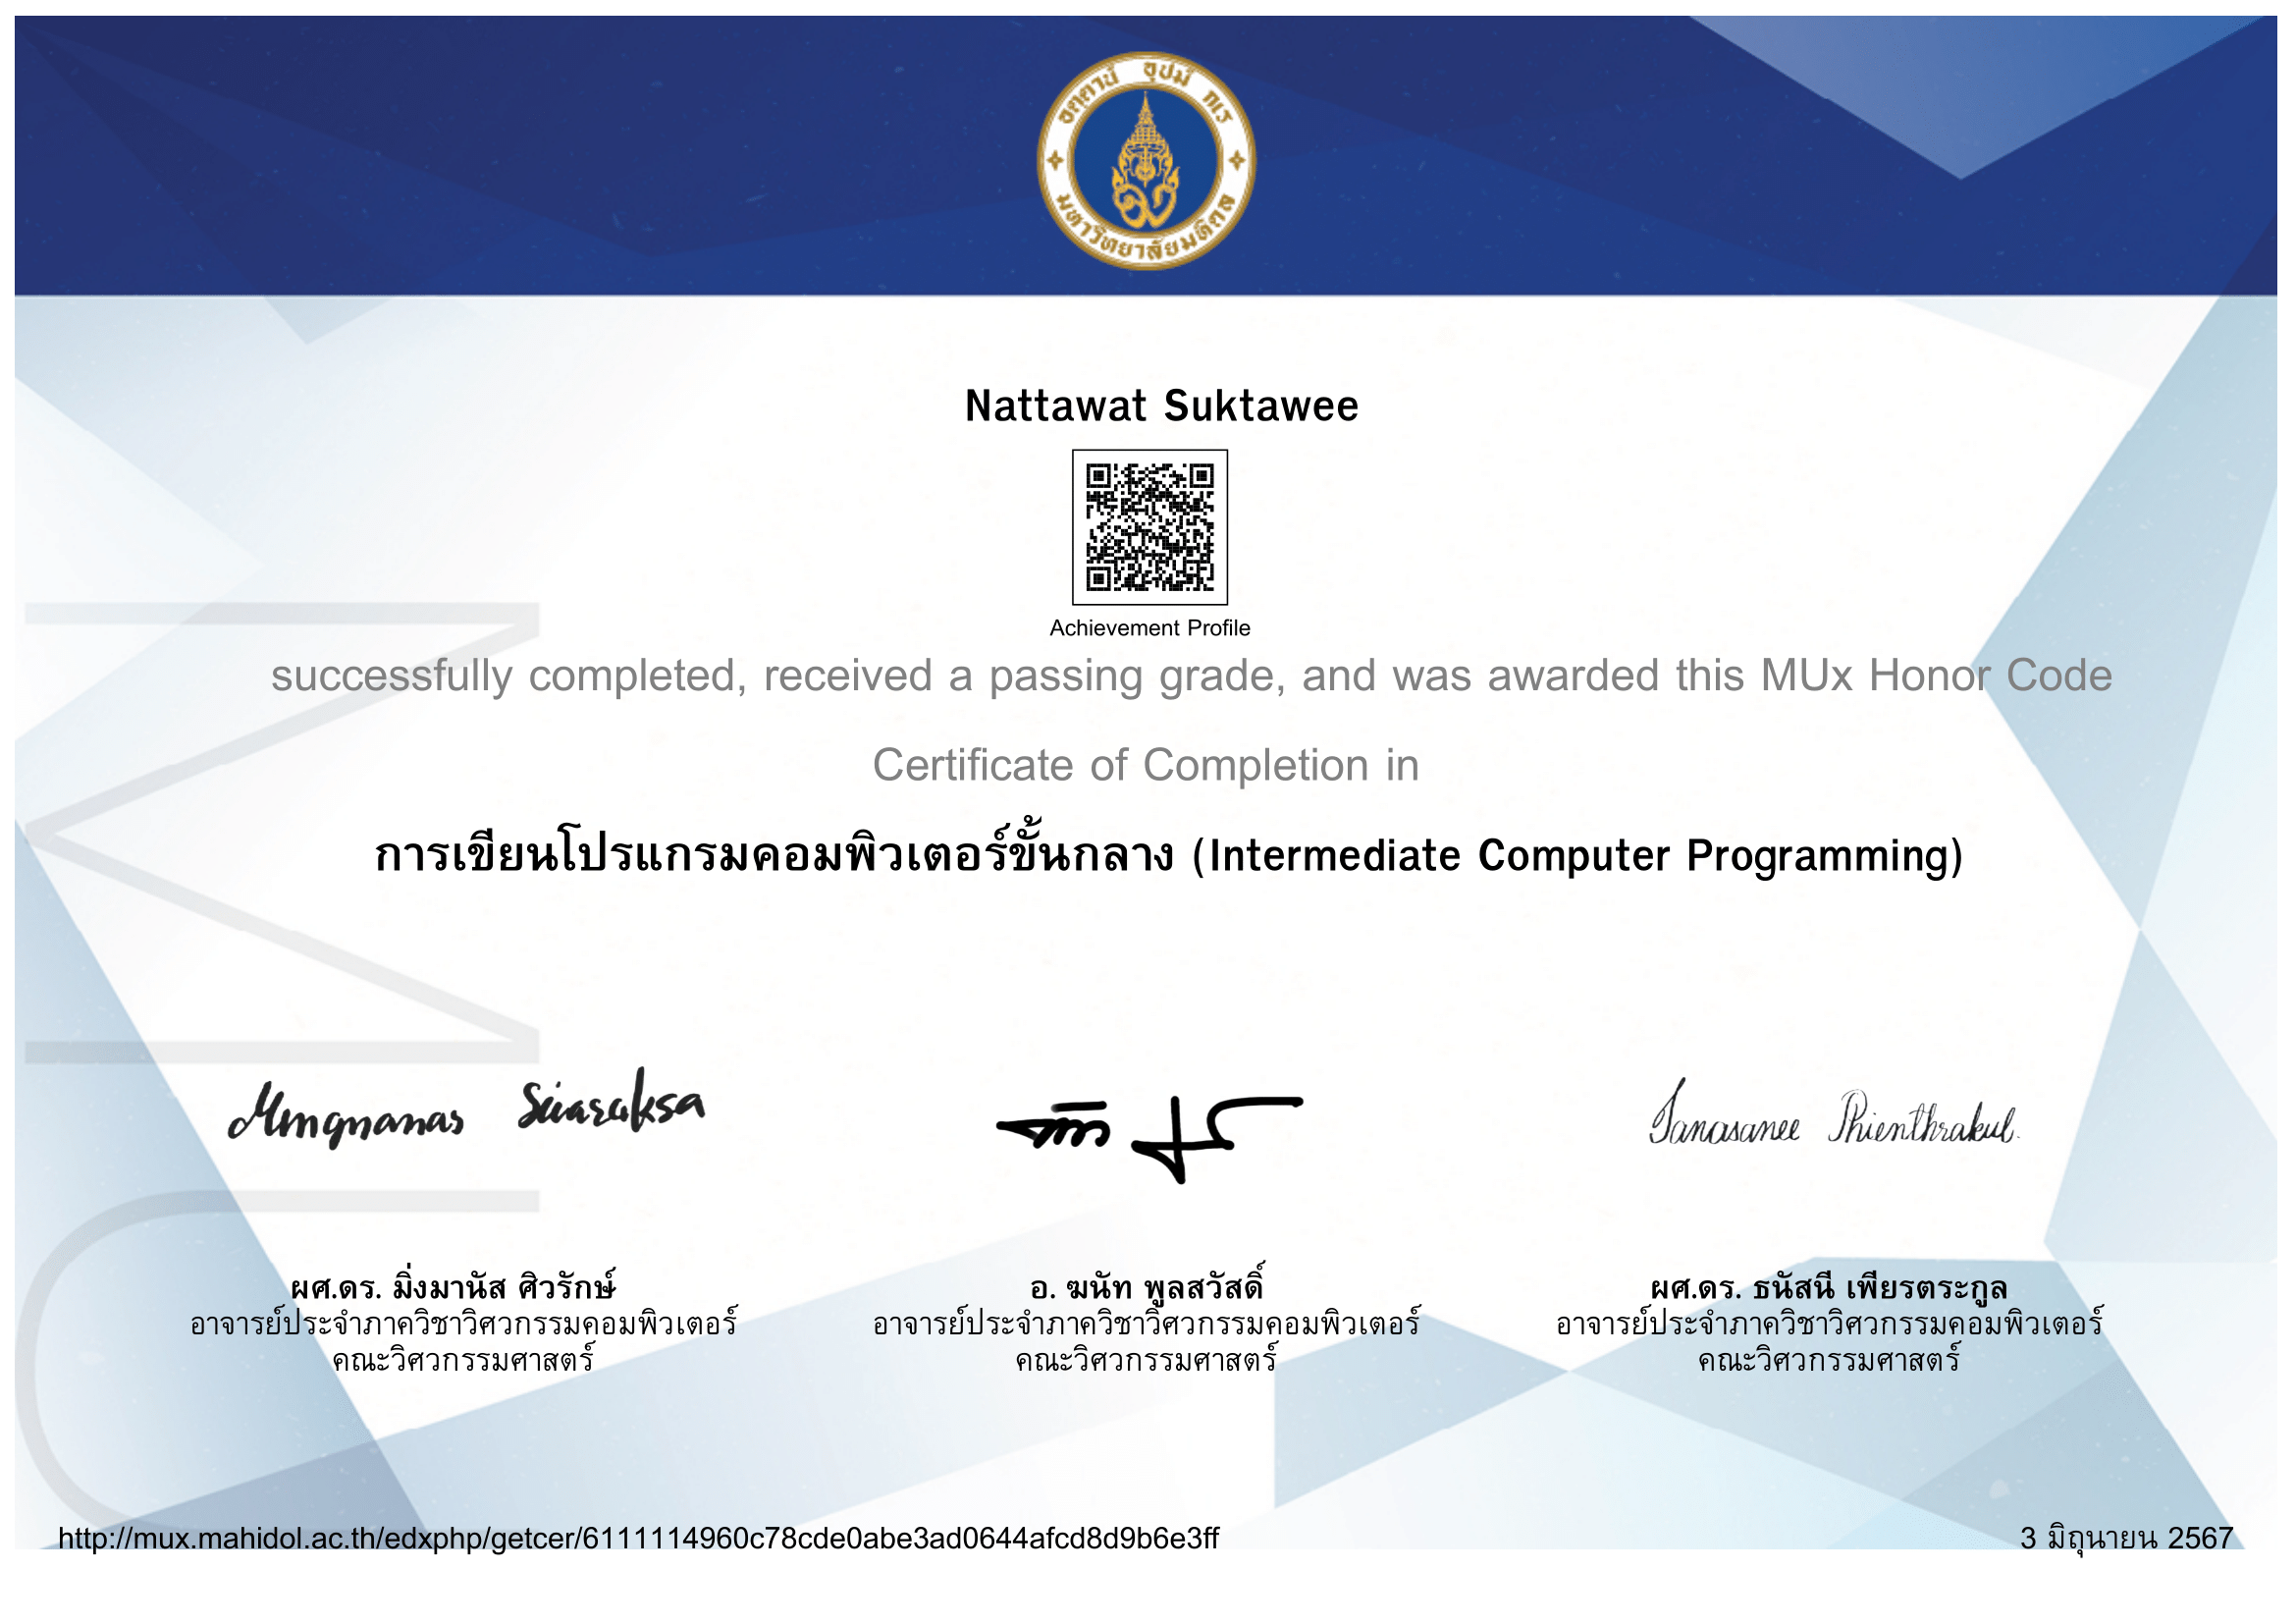 อตฺตานํ อุปมํ กเร
มหาวิทยาลัยมหิดล
Nattawat Suktawee
Achievement Profile
successfully completed, received a passing grade, and was awarded this MUx Honor Code
Certificate of Completion in
การเขียนโปรแกรมคอมพิวเตอร์ขั้นกลาง (Intermediate Computer Programming)
Mingmanas Sivaraksa
Tanasanee Phienthrakul
ผศ.ดร. มิ่งมานัส ศิวรักษ์
อ. ฆนัท พูลสวัสดิ์
ผศ.ดร. ธนัสนี เพียรตระกูล
อาจารย์ประจำภาควิชาวิศวกรรมคอมพิวเตอร์
อาจารย์ประจำภาควิชาวิศวกรรมคอมพิวเตอร์
อาจารย์ประจำภาควิชาวิศวกรรมคอมพิวเตอร์
คณะวิศวกรรมศาสตร์
คณะวิศวกรรมศาสตร์
คณะวิศวกรรมศาสตร์
http://mux.mahidol.ac.th/edxphp/getcer/6111114960c78cde0abe3ad0644afcd8d9b6e3ff
3 มิถุนายน 2567